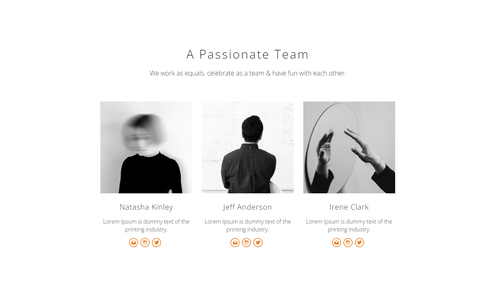 A Passionate Team
We work as equals, celebrate as a team & have fun with each other.
Natasha Kinley
Lorem Ipsum is dummy text of the
printing industry.
Jeff Anderson
Lorem Ipsum is dummy text of the
printing industry.
Irene Clark
Lorem Ipsum is dummy text of the
printing industry.